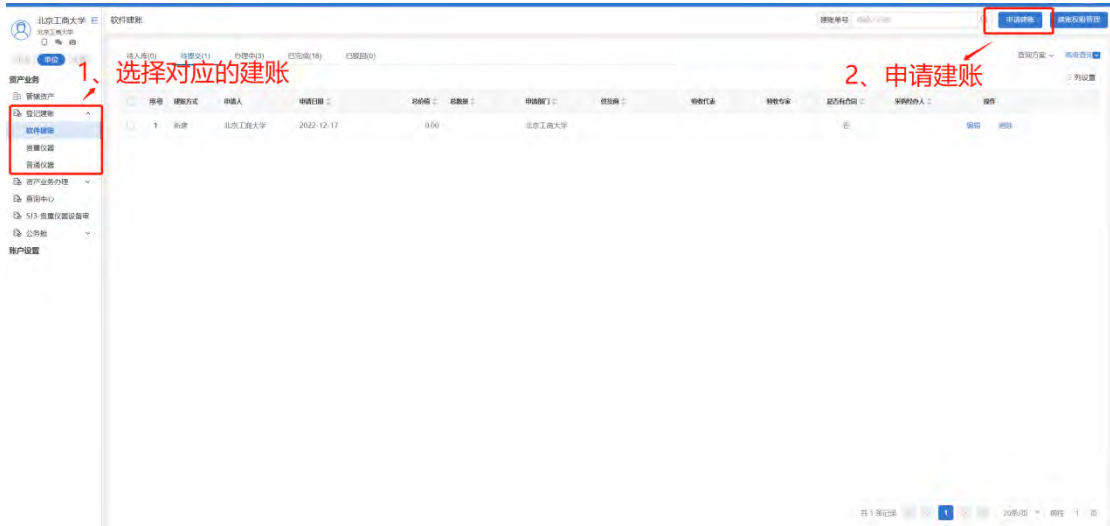 北京工商大学
北京工商大学
单位
资产业务
管辖资产
登记建账
软件建账
贵重仪器
普通仪器
资产业务办理
查询中心
SJ3-贵重仪器设备审
公务舱
账户设置
软件建账
建账单号
申请建账
建账权限管理
待入库(0) 待提交(1) 办理中(3) 已完成(16) 已驳回(0)
查询方案 高级查询
1、选择对应的建账
2、申请建账
列设置
序号 建账方式 申请人 申请日期 总价值 总数量 申请部门 供应商 验收代表 验收专家 是否有合同 采购经办人 操作
1 新建 北京工商大学 2022-12-17 0.00 北京工商大学 否 编辑 删除
共1条记录 1 20条/页 前往 1 页